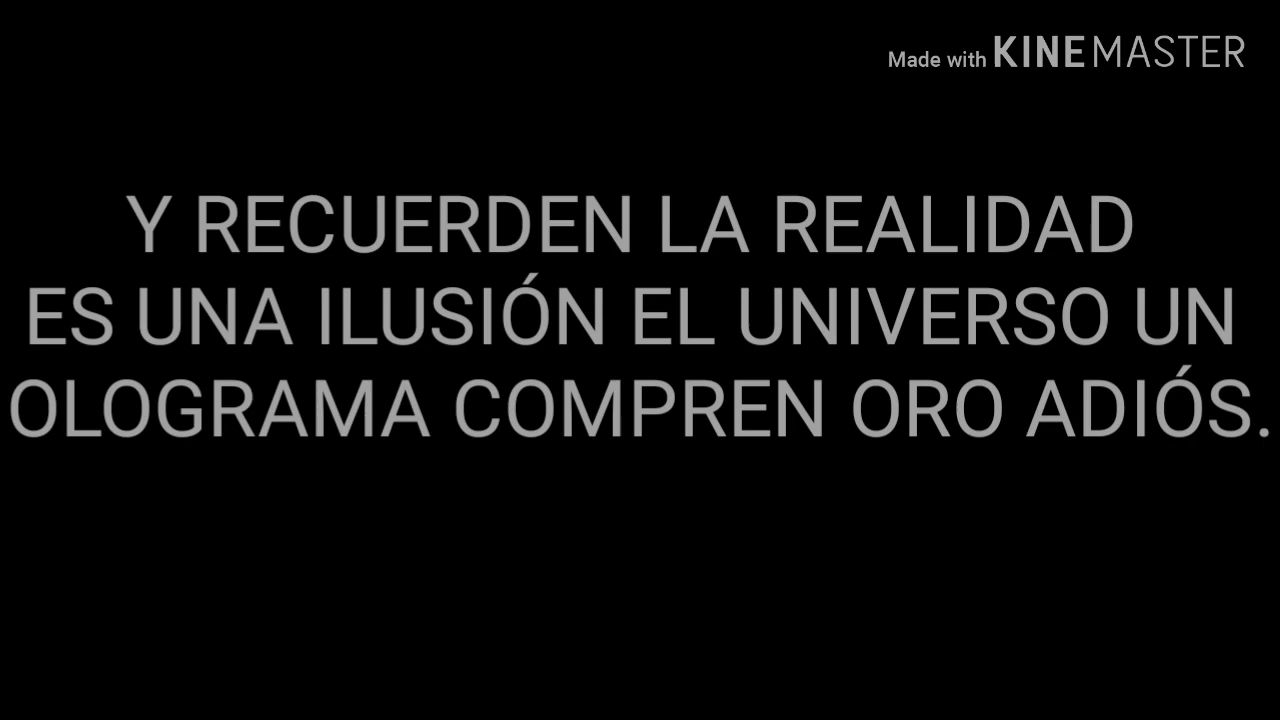 Made with KINEMASTER
Y RECUERDEN LA REALIDAD
ES UNA ILUSIÓN EL UNIVERSO UN
OLOGRAMA COMPREN ORO ADIÓS.